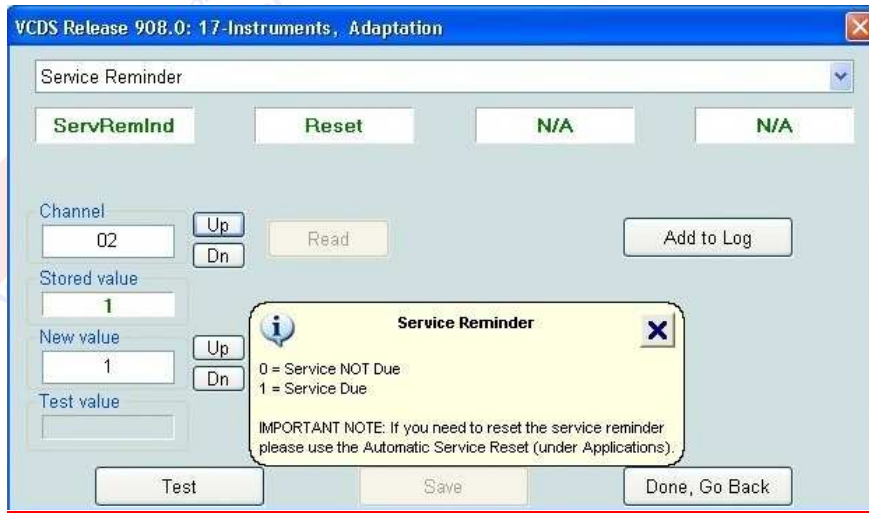 VCDS Release 908.0: 17-Instruments, Adaptation
Service Reminder
ServRemInd Reset N/A N/A
Channel
02
Up
Dn
Read
Add to Log
Stored value
1
New value
1
Up
Dn
Test value
Service Reminder
0 = Service NOT Due
1 = Service Due
IMPORTANT NOTE: If you need to reset the service reminder
please use the Automatic Service Reset (under Applications).
Test Save Done, Go Back